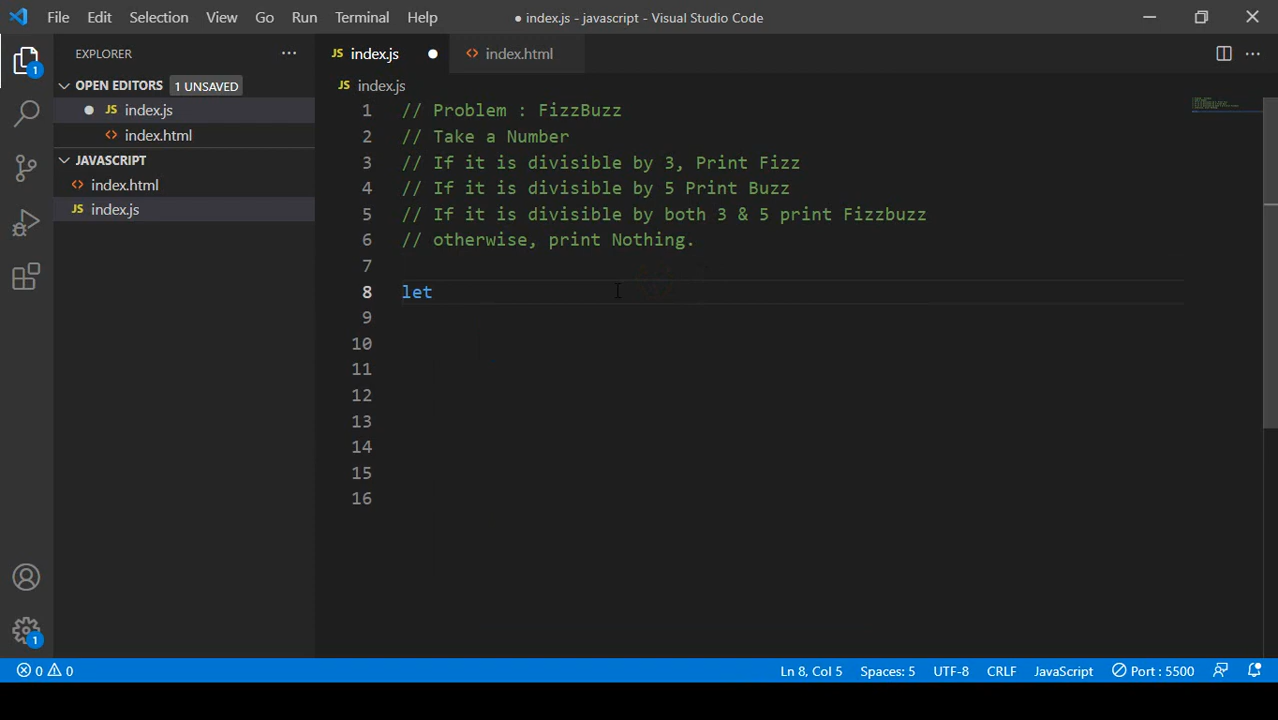 File Edit Selection View Go Run Terminal Help
● index.js - javascript - Visual Studio Code
EXPLORER
OPEN EDITORS 1 UNSAVED
JS index.js
<> index.html
JAVASCRIPT
<> index.html
JS index.js
1
1
JS index.js
<> index.html
JS index.js
1 // Problem : FizzBuzz
2 // Take a Number
3 // If it is divisible by 3, Print Fizz
4 // If it is divisible by 5 Print Buzz
5 // If it is divisible by both 3 & 5 print Fizzbuzz
6 // otherwise, print Nothing.
7
8 let
9
10
11
12
13
14
15
16
0 0
Ln 8, Col 5 Spaces: 5 UTF-8 CRLF JavaScript Port : 5500